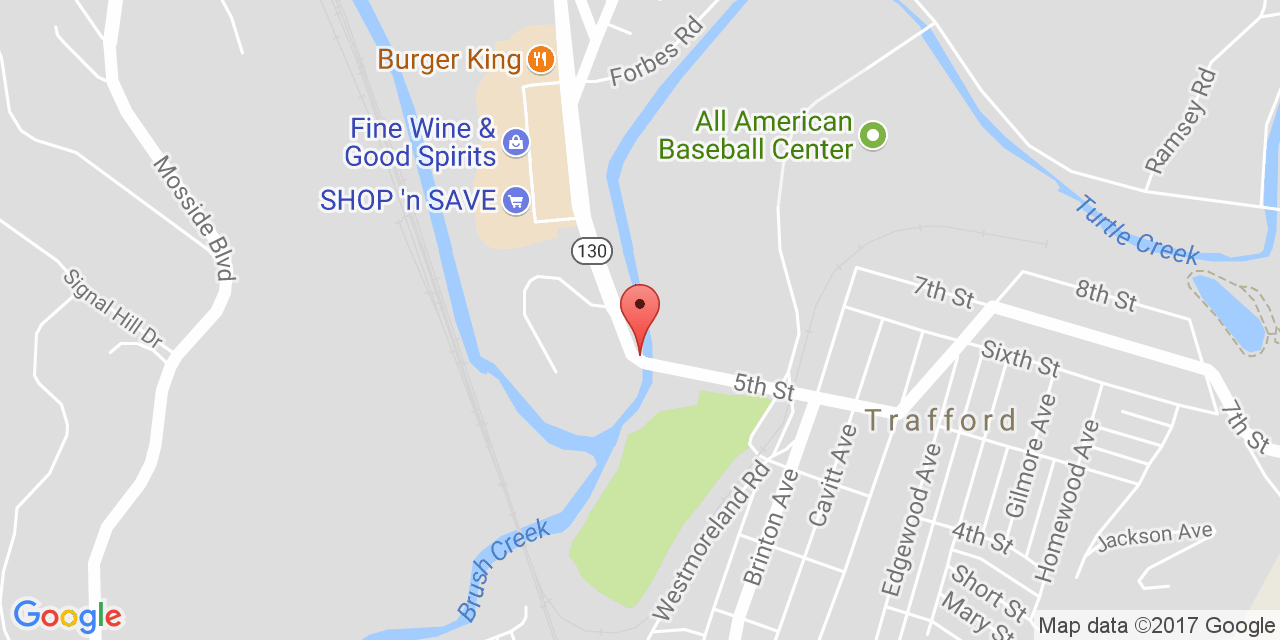 Burger King
Forbes Rd
Fine Wine &
Good Spirits
All American
Baseball Center
Ramsey Rd
SHOP 'n SAVE
Mosside Blvd
130
Turtle Creek
Signal Hill Dr
7th St
8th St
Sixth St
5th St
Trafford
7th St
Gilmore Ave
Cavitt Ave
Westmoreland Rd
Brinton Ave
Edgewood Ave
Homewood Ave
4th St
Jackson Ave
Brush Creek
Short St
Mary St
Google
Map data ©2017 Google